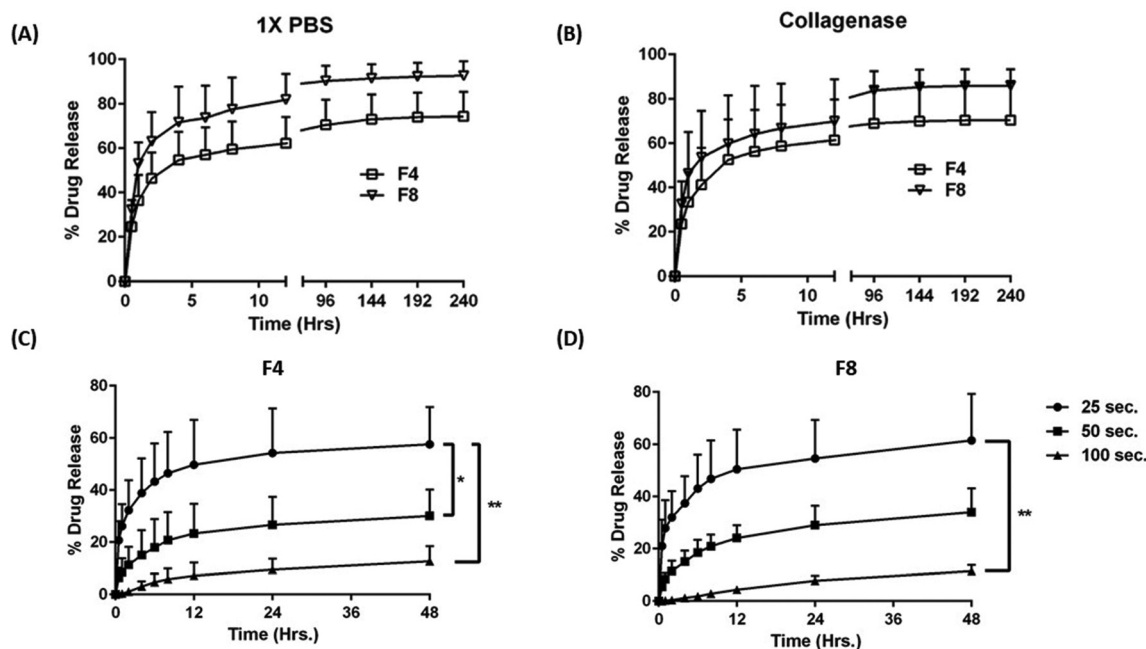 (A)
1X PBS
% Drug Release
100
80
60
40
20
0
F4
F8
0 5 10 96 144 192 240
Time (Hrs)
(B)
Collagenase
% Drug Release
100
80
60
40
20
0
F4
F8
0 5 10 96 144 192 240
Time (Hrs)
(C)
F4
% Drug Release
80
60
40
20
0
*
**
0 12 24 36 48
Time (Hrs.)
(D)
F8
% Drug Release
80
60
40
20
0
**
0 12 24 36 48
Time (Hrs.)
25 sec.
50 sec.
100 sec.